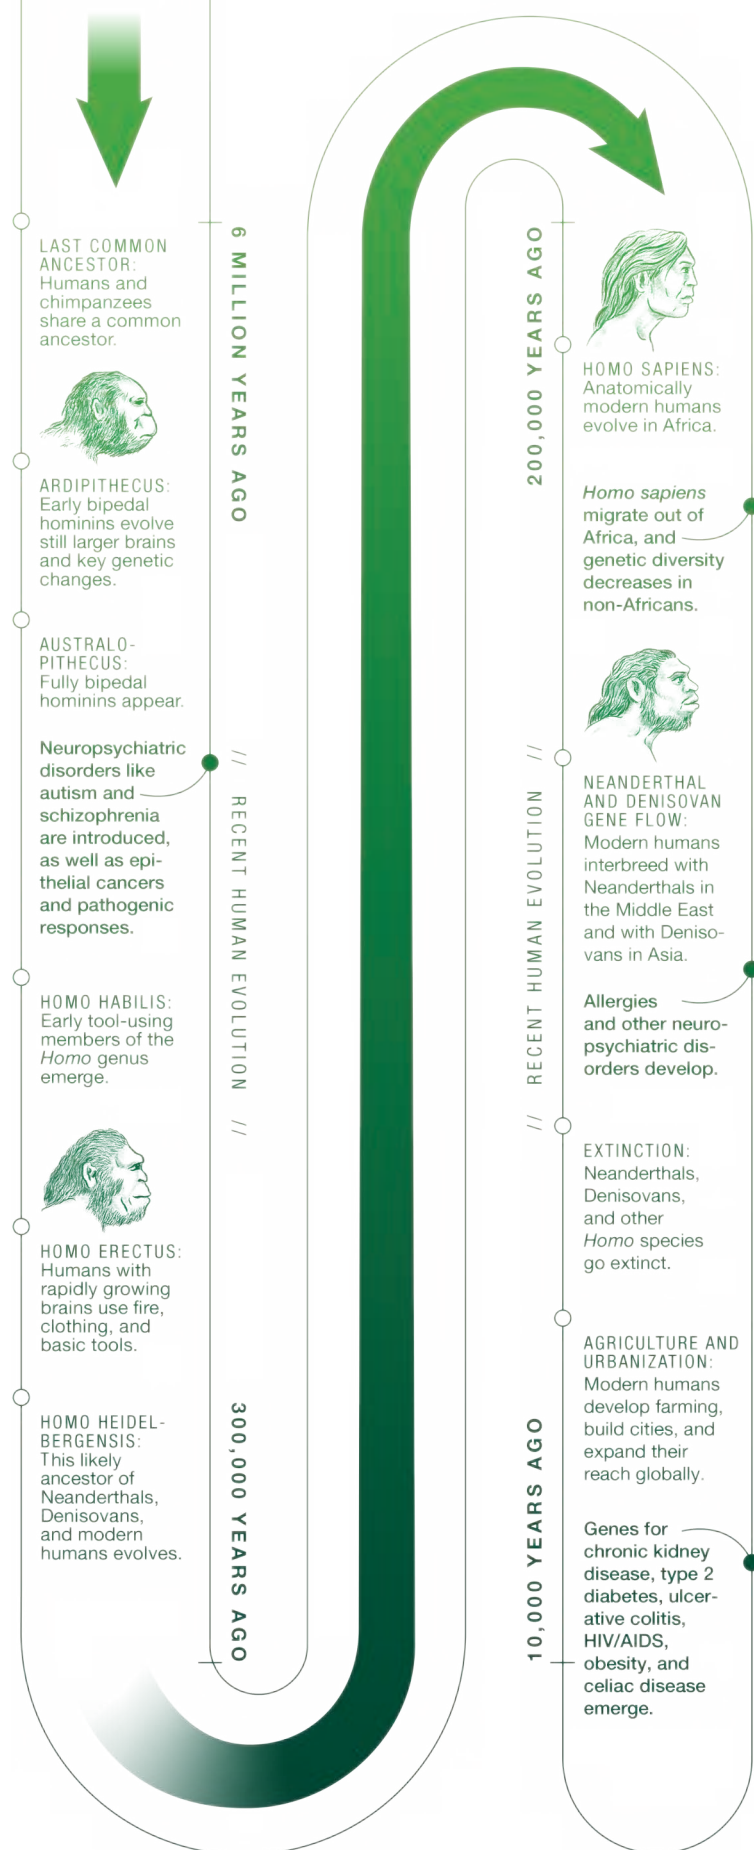 LAST COMMON
ANCESTOR:
Humans and
chimpanzees
share a common
ancestor.
ARDIPITHECUS:
Early bipedal
hominins evolve
still larger brains
and key genetic
changes.
AUSTRALO-
PITHECUS:
Fully bipedal
hominins appear.
Neuropsychiatric
disorders like
autism and
schizophrenia
are introduced,
as well as epi-
thelial cancers
and pathogenic
responses.
HOMO HABILIS:
Early tool-using
members of the
Homo genus
emerge.
HOMO ERECTUS:
Humans with
rapidly growing
brains use fire,
clothing, and
basic tools.
HOMO HEIDEL-
BERGENSIS:
This likely
ancestor of
Neanderthals,
Denisovans,
and modern
humans evolves.
6 MILLION YEARS AGO
// RECENT HUMAN EVOLUTION //
300,000 YEARS AGO
200,000 YEARS AGO
// RECENT HUMAN EVOLUTION //
10,000 YEARS AGO
HOMO SAPIENS:
Anatomically
modern humans
evolve in Africa.
Homo sapiens
migrate out of
Africa, and
genetic diversity
decreases in
non-Africans.
NEANDERTHAL
AND DENISOVAN
GENE FLOW:
Modern humans
interbreed with
Neanderthals in
the Middle East
and with Deniso-
vans in Asia.
Allergies
and other neuro-
psychiatric dis-
orders develop.
EXTINCTION:
Neanderthals,
Denisovans,
and other
Homo species
go extinct.
AGRICULTURE AND
URBANIZATION:
Modern humans
develop farming,
build cities, and
expand their
reach globally.
Genes for
chronic kidney
disease, type 2
diabetes, ulcer-
ative colitis,
HIV/AIDS,
obesity, and
celiac disease
emerge.